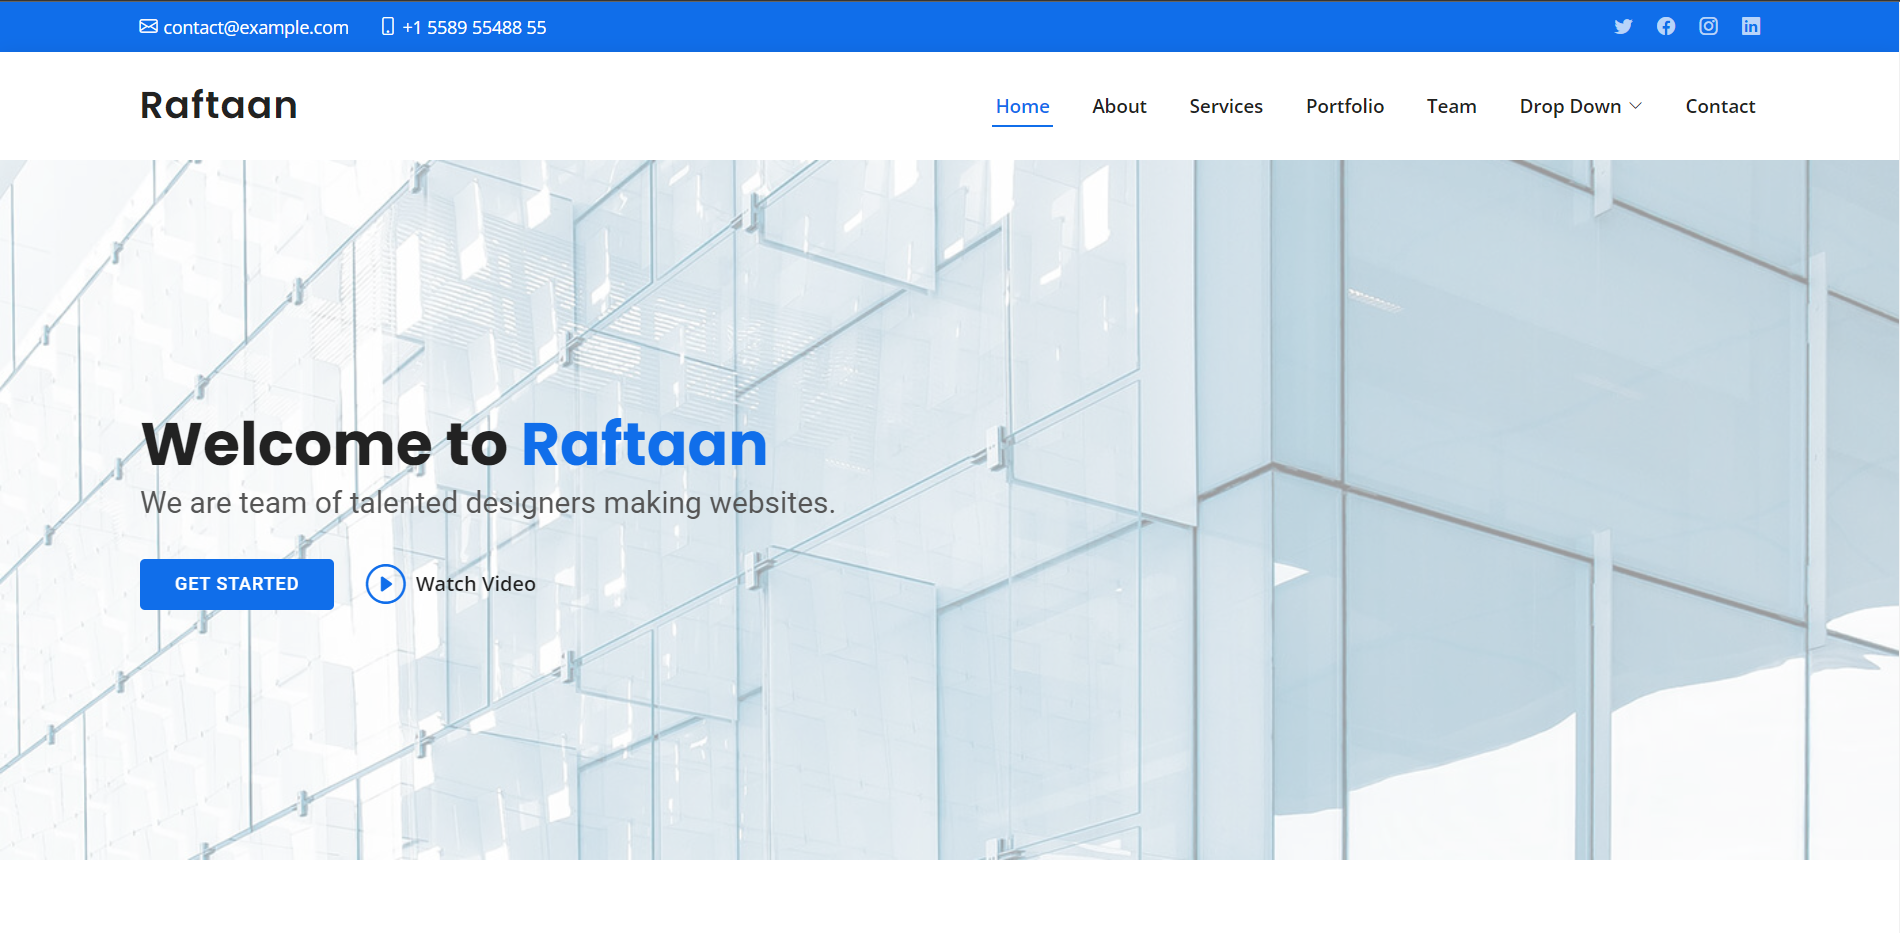 contact@example.com +1 5589 55488 55
Raftaan
Home About Services Portfolio Team Drop Down Contact
Welcome to Raftaan
We are team of talented designers making websites.
GET STARTED Watch Video